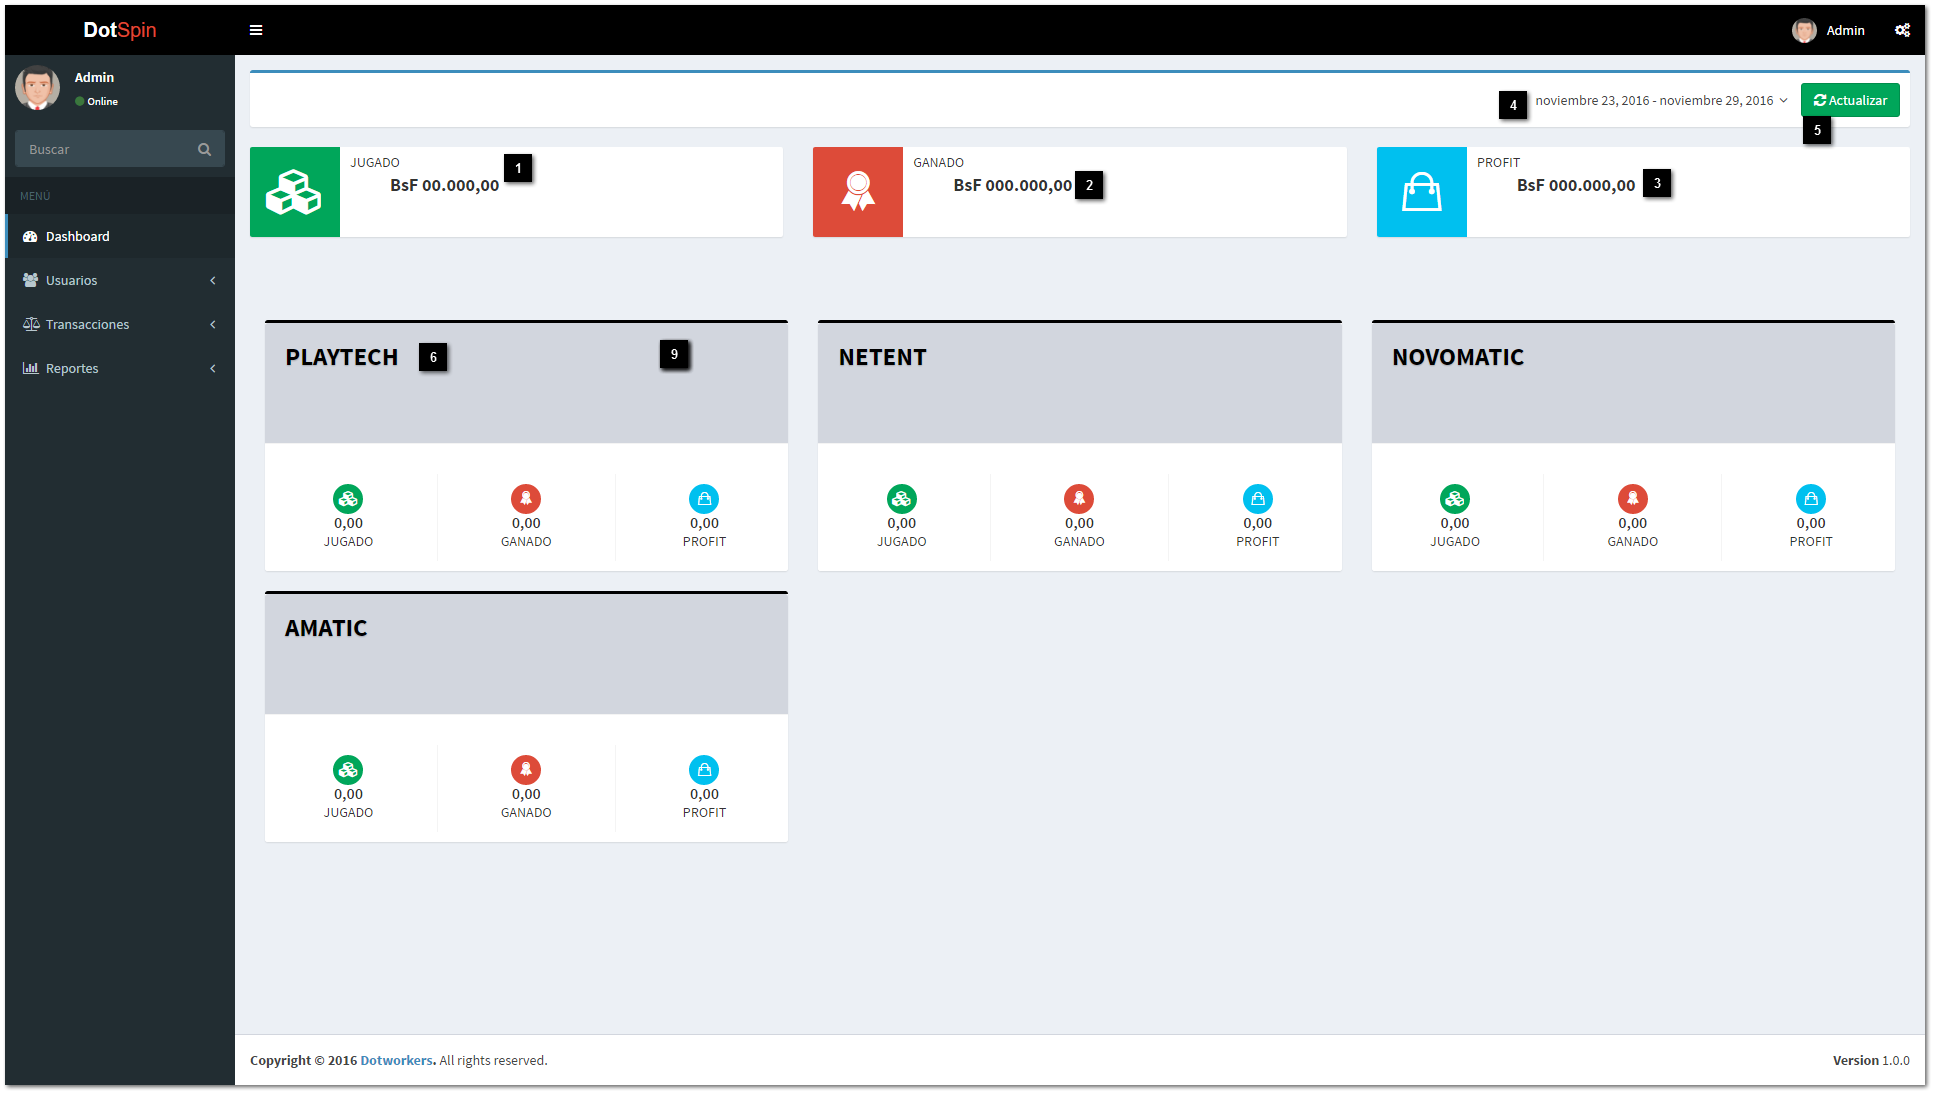 DotSpin
Admin
Admin
Online
Buscar
MENÚ
Dashboard
Usuarios
Transacciones
Reportes
4 noviembre 23, 2016 - noviembre 29, 2016 Actualizar
5
JUGADO
BsF 00.000,00 1
GANADO
BsF 000.000,00 2
PROFIT
BsF 000.000,00 3
PLAYTECH 6 9
0,00 0,00 0,00
JUGADO GANADO PROFIT
NETENT
0,00 0,00 0,00
JUGADO GANADO PROFIT
NOVOMATIC
0,00 0,00 0,00
JUGADO GANADO PROFIT
AMATIC
0,00 0,00 0,00
JUGADO GANADO PROFIT
Copyright © 2016 Dotworkers. All rights reserved.
Version 1.0.0